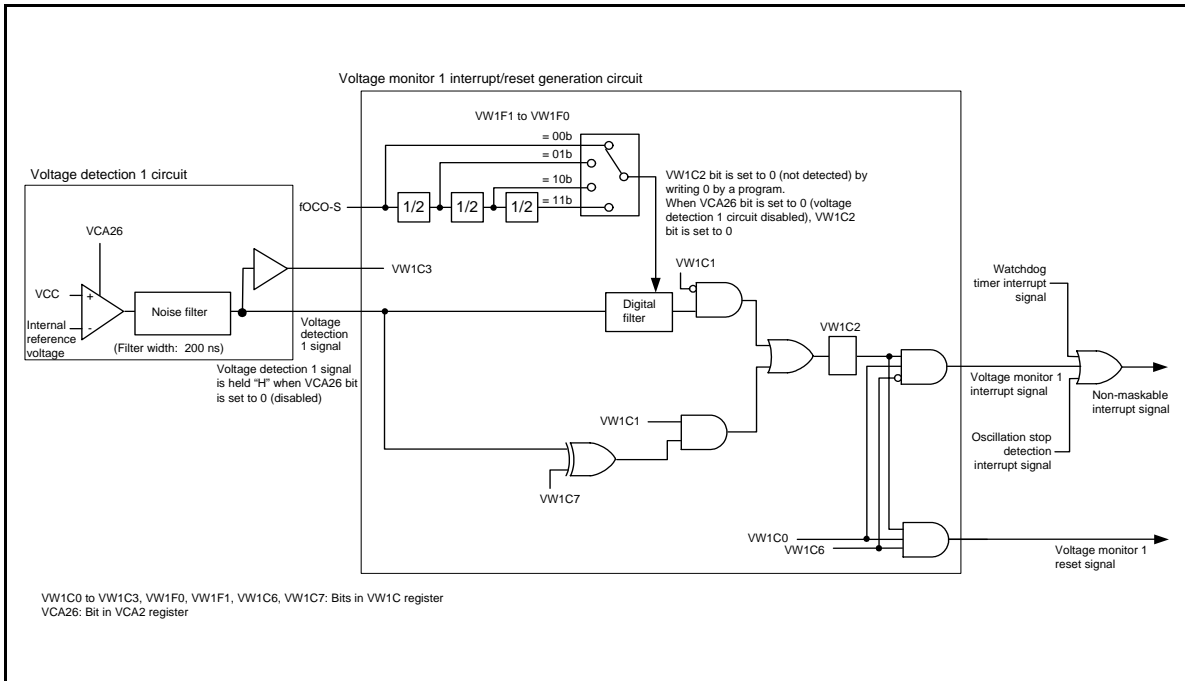 Voltage monitor 1 interrupt/reset generation circuit
VW1F1 to VW1F0
= 00b
= 01b
= 10b
= 11b
fOCO-S
1/2
1/2
1/2
VW1C2 bit is set to 0 (not detected) by
writing 0 by a program.
When VCA26 bit is set to 0 (voltage
detection 1 circuit disabled), VW1C2
bit is set to 0
Voltage detection 1 circuit
VCA26
VCC
+
-
Internal
reference
voltage
Noise filter
(Filter width: 200 ns)
VW1C3
Voltage
detection
1 signal
Voltage detection 1 signal
is held “H” when VCA26 bit
is set to 0 (disabled)
Digital
filter
VW1C1
VW1C2
VW1C1
VW1C7
VW1C0
VW1C6
Watchdog
timer interrupt
signal
Voltage monitor 1
interrupt signal
Non-maskable
interrupt signal
Oscillation stop
detection
interrupt signal
Voltage monitor 1
reset signal
VW1C0 to VW1C3, VW1F0, VW1F1, VW1C6, VW1C7: Bits in VW1C register
VCA26: Bit in VCA2 register